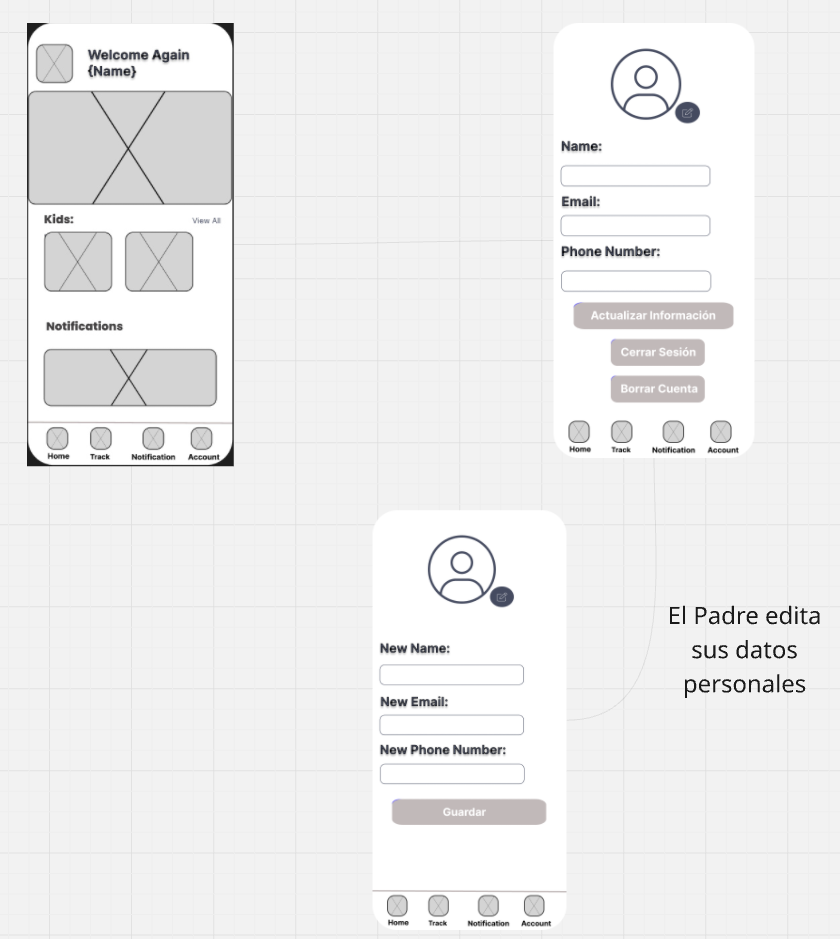 Welcome Again
{Name}
Kids:
View All
Notifications
Home
Track
Notification
Account
Name:
Email:
Phone Number:
Actualizar Información
Cerrar Sesión
Borrar Cuenta
Home
Track
Notification
Account
New Name:
New Email:
New Phone Number:
Guardar
Home
Track
Notification
Account
El Padre edita
sus datos
personales